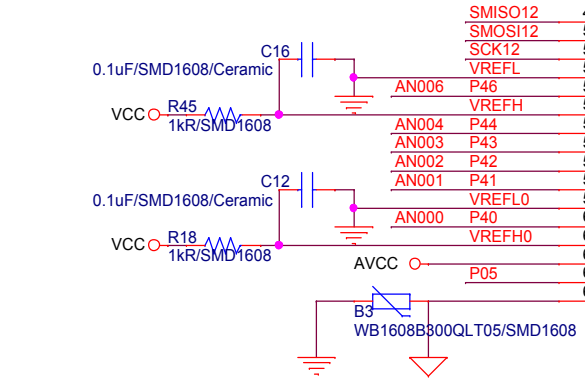 SMISO12
SMOSI12
C16 SCK12
0.1uF/SMD1608/Ceramic VREFL
AN006 P46
VCC R45 VREFH
1kR/SMD1608 AN004 P44
AN003 P43
AN002 P42
C12 AN001 P41
0.1uF/SMD1608/Ceramic VREFL0
AN000 P40
VCC R18 VREFH0
1kR/SMD1608
AVCC
P05
B3
WB1608B300QLT05/SMD1608